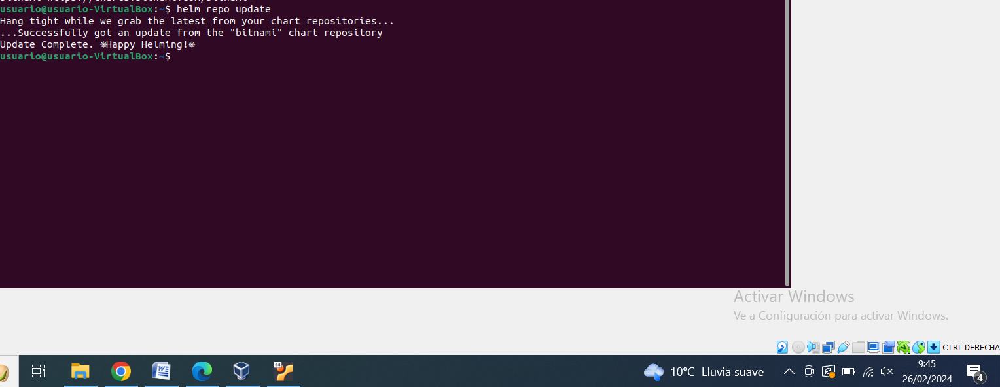 usuario@usuario-VirtualBox:~$ helm repo update
Hang tight while we grab the latest from your chart repositories...
...Successfully got an update from the "bitnami" chart repository
Update Complete. ⎈Happy Helming!⎈
usuario@usuario-VirtualBox:~$
Activar Windows
Ve a Configuración para activar Windows.
CTRL DERECHA
64
W
10°C Lluvia suave
9:45
26/02/2024
4